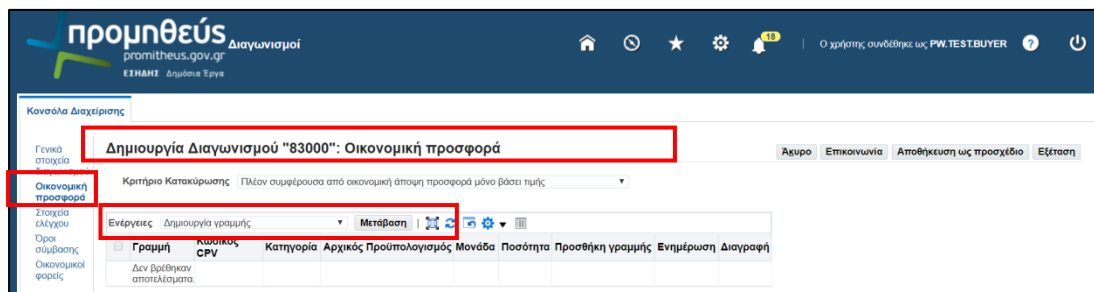 προμηθεύς Διαγωνισμοί
promitheus.gov.gr
ΕΣΗΔΗΣ Δημόσια Έργα
18
Ο χρήστης συνδέθηκε ως PW.TEST.BUYER
?
Κονσόλα Διαχείρισης
Γενικά
στοιχεία
διαγωνισμού
Οικονομική
προσφορά
Στοιχεία
ελέγχου
Όροι
σύμβασης
Οικονομικοί
φορείς
Δημιουργία Διαγωνισμού "83000": Οικονομική προσφορά
Άκυρο Επικοινωνία Αποθήκευση ως προσχέδιο Εξέταση
Κριτήριο Κατακύρωσης Πλέον συμφέρουσα από οικονομική άποψη προσφορά μόνο βάσει τιμής
Ενέργειες Δημιουργία γραμμής Μετάβαση
Γραμμή Κωδικός CPV Κατηγορία Αρχικός Προϋπολογισμός Μονάδα Ποσότητα Προσθήκη γραμμής Ενημέρωση Διαγραφή
Δεν βρέθηκαν
αποτελέσματα.